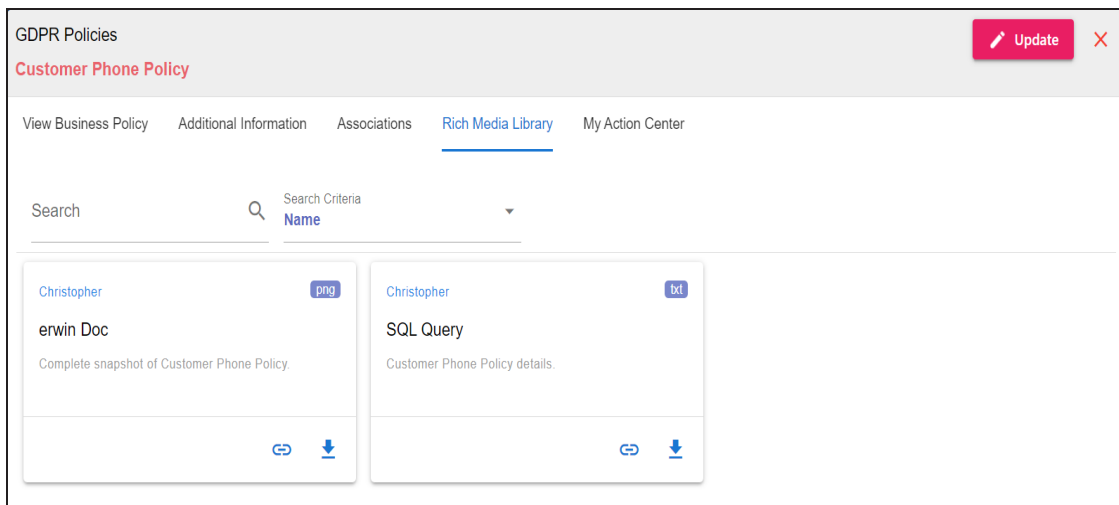 GDPR Policies
Update
Customer Phone Policy
View Business Policy Additional Information Associations Rich Media Library My Action Center
Search
Search Criteria
Name
Christopher png
erwin Doc
Complete snapshot of Customer Phone Policy.
Christopher txt
SQL Query
Customer Phone Policy details.